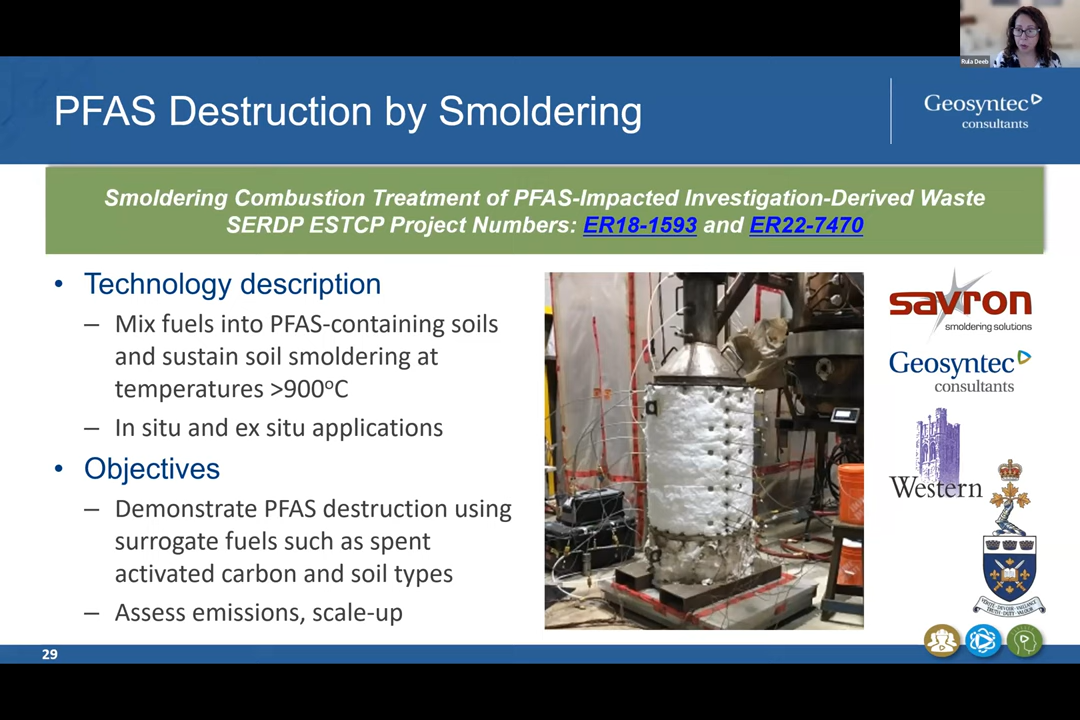 Rula Deeb
PFAS Destruction by Smoldering
Geosyntec
consultants
Smoldering Combustion Treatment of PFAS-Impacted Investigation-Derived Waste
SERDP ESTCP Project Numbers: ER18-1593 and ER22-7470
• Technology description
– Mix fuels into PFAS-containing soils
and sustain soil smoldering at
temperatures >900ºC
– In situ and ex situ applications
• Objectives
– Demonstrate PFAS destruction using
surrogate fuels such as spent
activated carbon and soil types
– Assess emissions, scale-up
savron
smoldering solutions
Geosyntec
consultants
Western
29